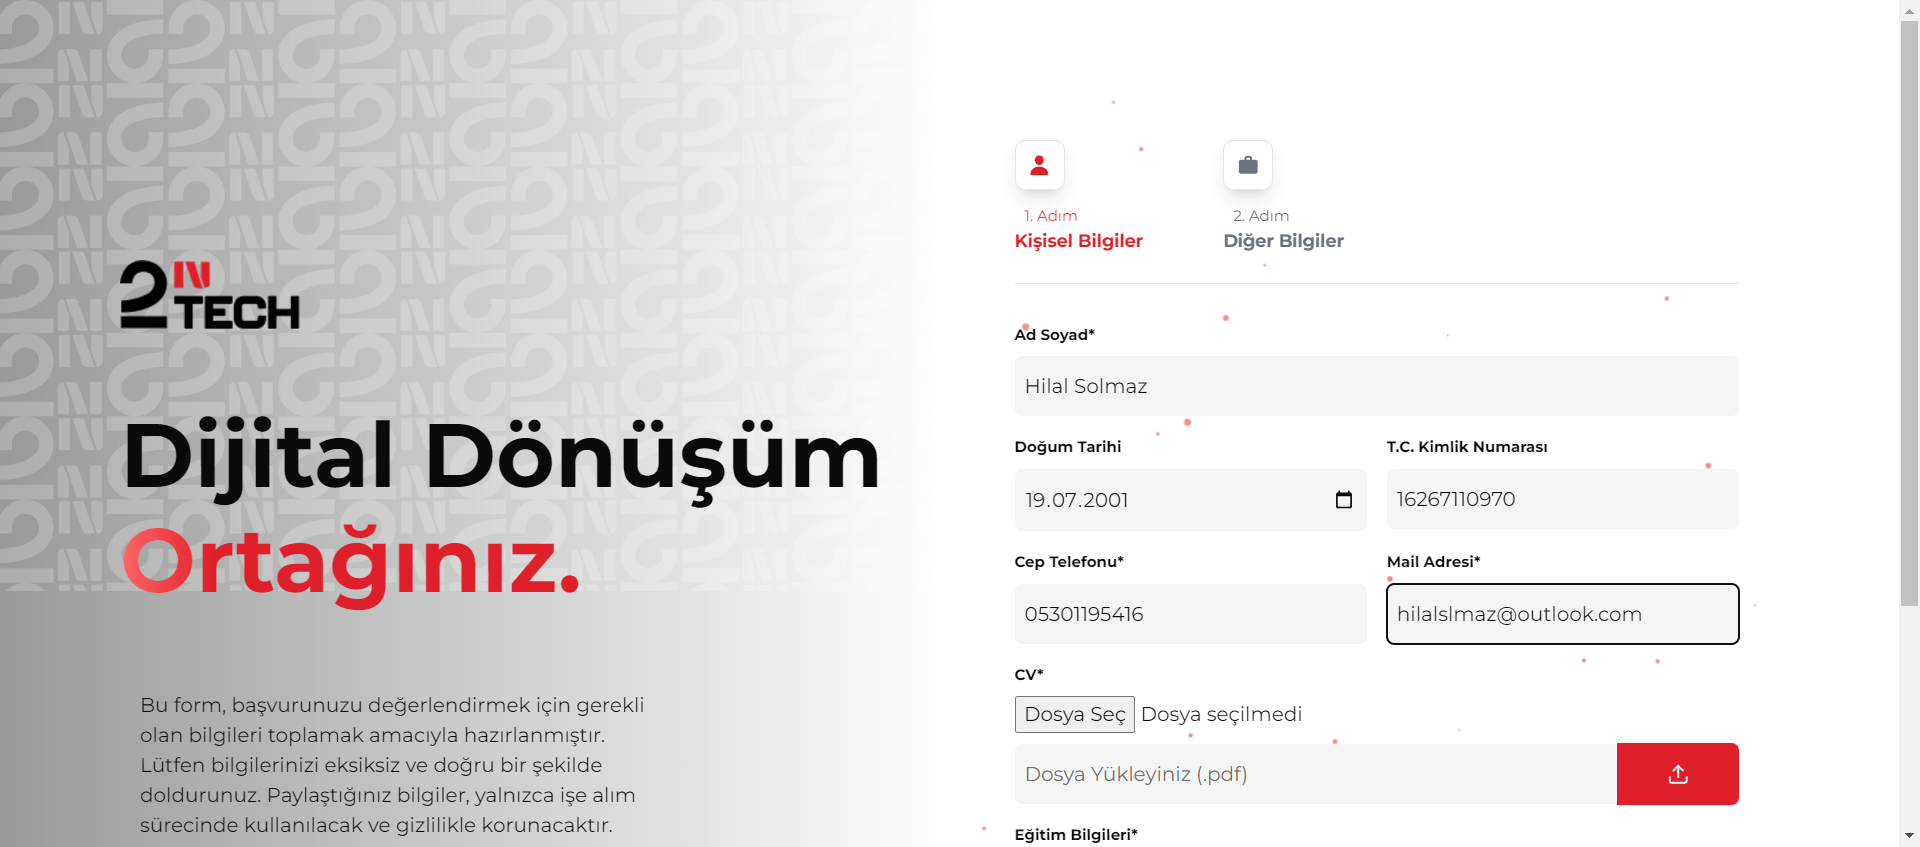 2N TECH
Dijital Dönüşüm
Ortağınız.
Bu form, başvurunuzu değerlendirmek için gerekli
olan bilgileri toplamak amacıyla hazırlanmıştır.
Lütfen bilgilerinizi eksiksiz ve doğru bir şekilde
doldurunuz. Paylaştığınız bilgiler, yalnızca işe alım
sürecinde kullanılacak ve gizlilikle korunacaktır.
1. Adım
Kişisel Bilgiler
2. Adım
Diğer Bilgiler
Ad Soyad*
Hilal Solmaz
Doğum Tarihi
19.07.2001
T.C. Kimlik Numarası
16267110970
Cep Telefonu*
05301195416
Mail Adresi*
hilalslmaz@outlook.com
CV*
Dosya Seç Dosya seçilmedi
Dosya Yükleyiniz (.pdf)
Eğitim Bilgileri*